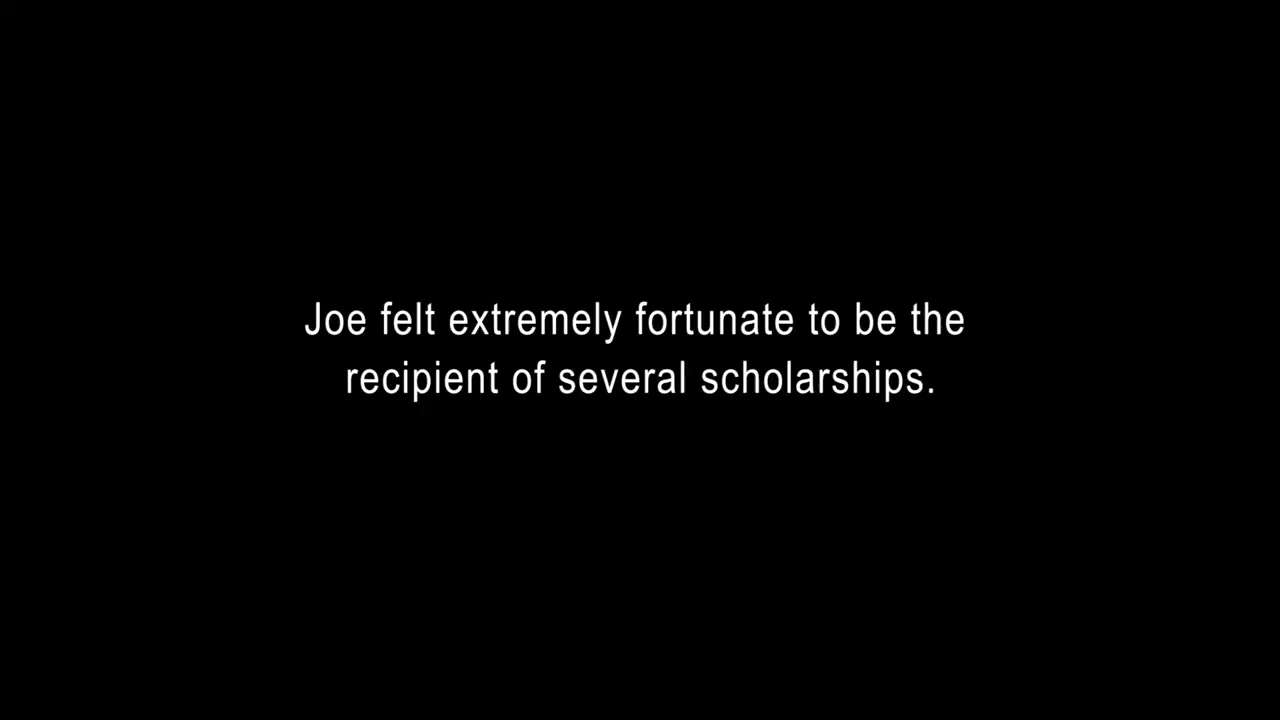 Joe felt extremely fortunate to be the
recipient of several scholarships.